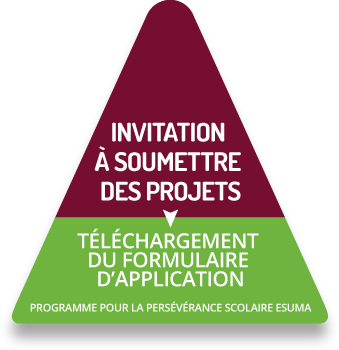 INVITATION
À SOUMETTRE
DES PROJETS
TÉLÉCHARGEMENT
DU FORMULAIRE
D'APPLICATION
PROGRAMME POUR LA PERSÉVÉRANCE SCOLAIRE ESUMA